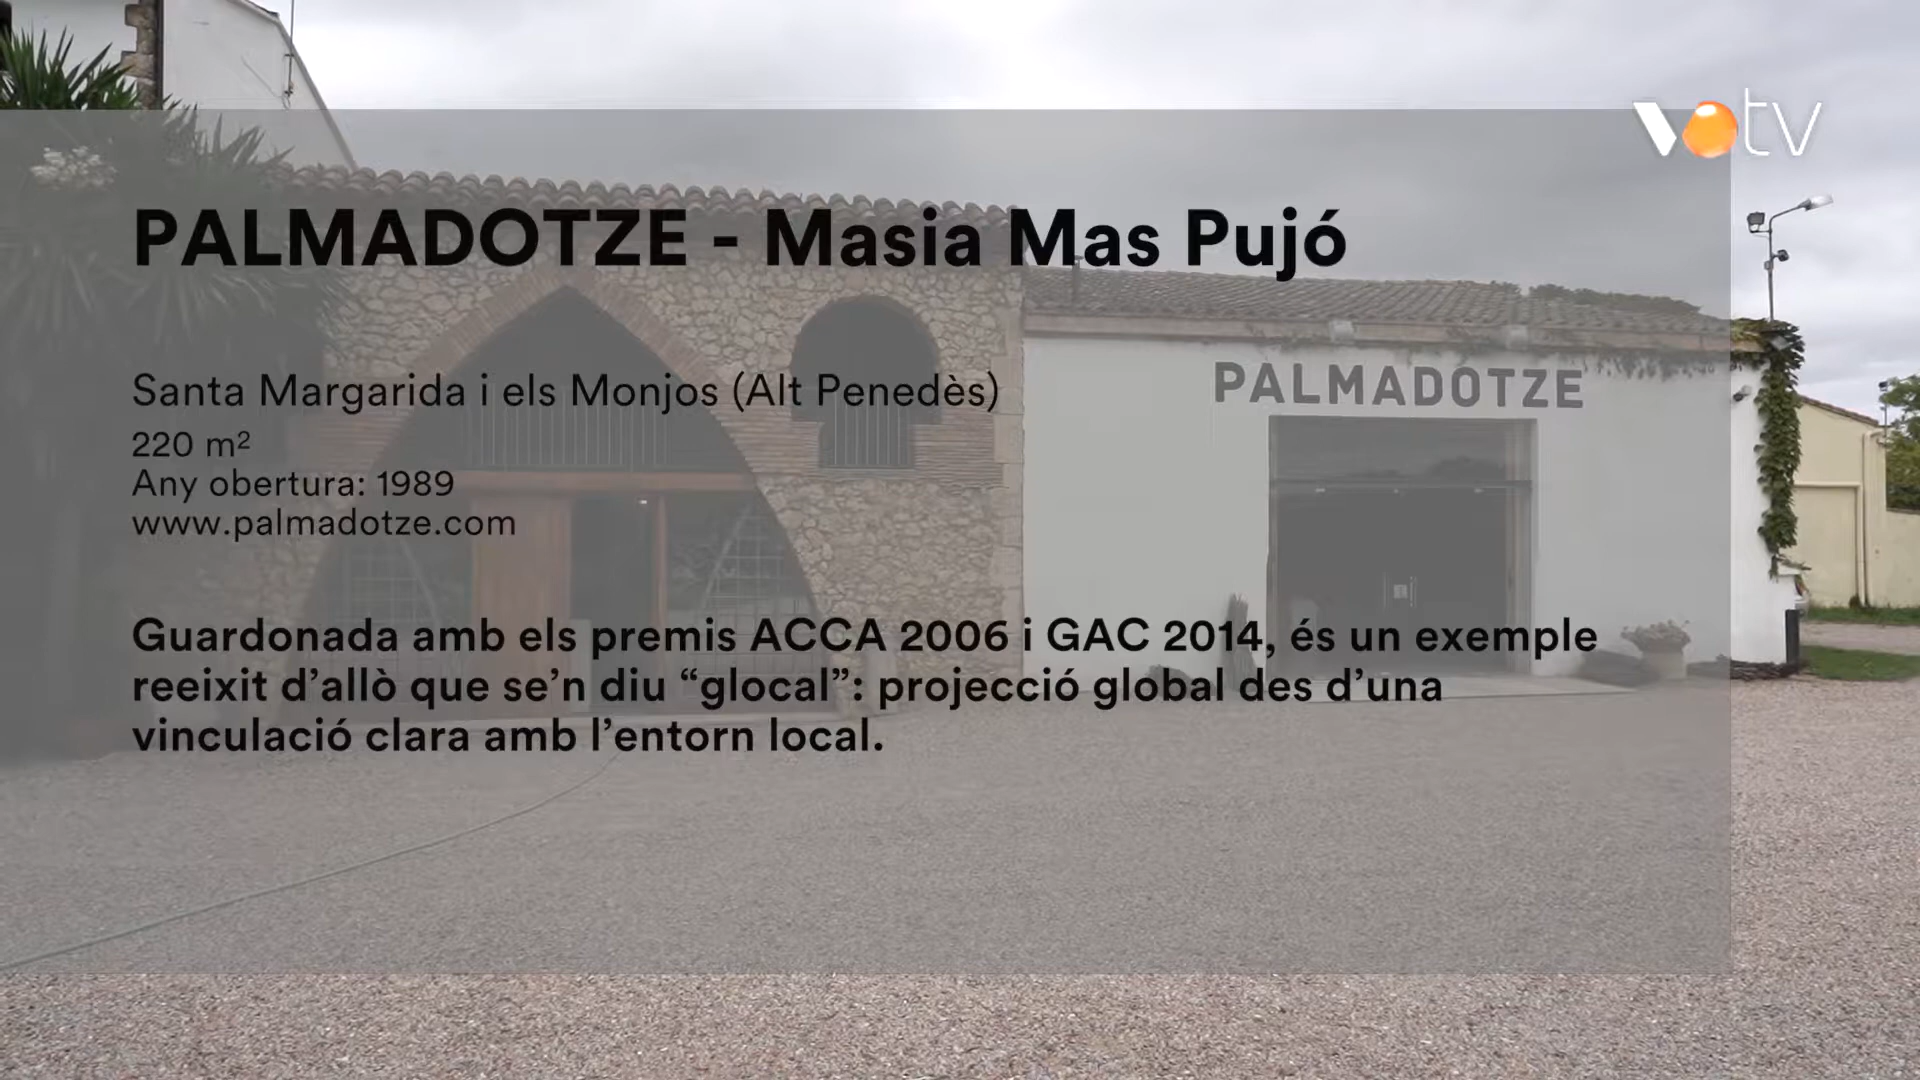 votv
PALMADOTZE - Masia Mas Pujó
PALMADOTZE
Santa Margarida i els Monjos (Alt Penedès)
220 m²
Any obertura: 1989
www.palmadotze.com
Guardonada amb els premis ACCA 2006 i GAC 2014, és un exemple
reeixit d’allò que se’n diu “glocal”: projecció global des d’una
vinculació clara amb l’entorn local.